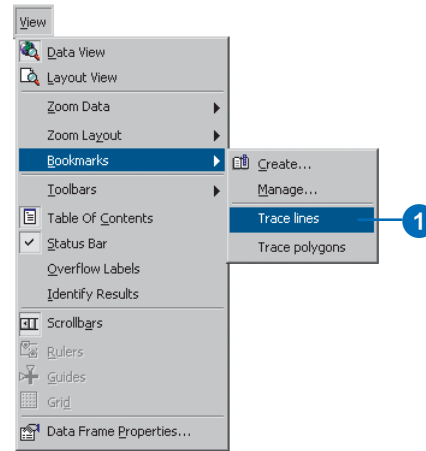 View
Data View
Layout View
Zoom Data
Zoom Layout
Bookmarks
Toolbars
Table Of Contents
Status Bar
Overflow Labels
Identify Results
Scrollbars
Rulers
Guides
Grid
Data Frame Properties...
Create...
Manage...
Trace lines
Trace polygons
1